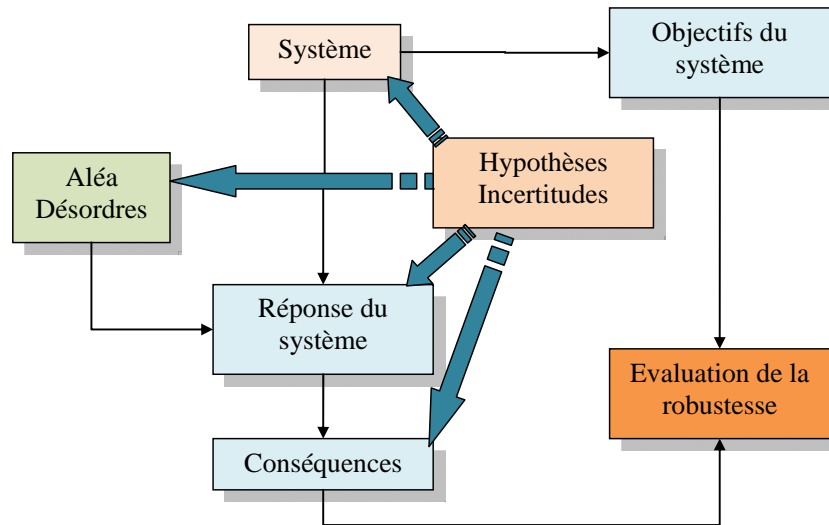 Système
Objectifs du
système
Hypothèses
Incertitudes
Aléa
Désordres
Réponse du
système
Evaluation de la
robustesse
Conséquences